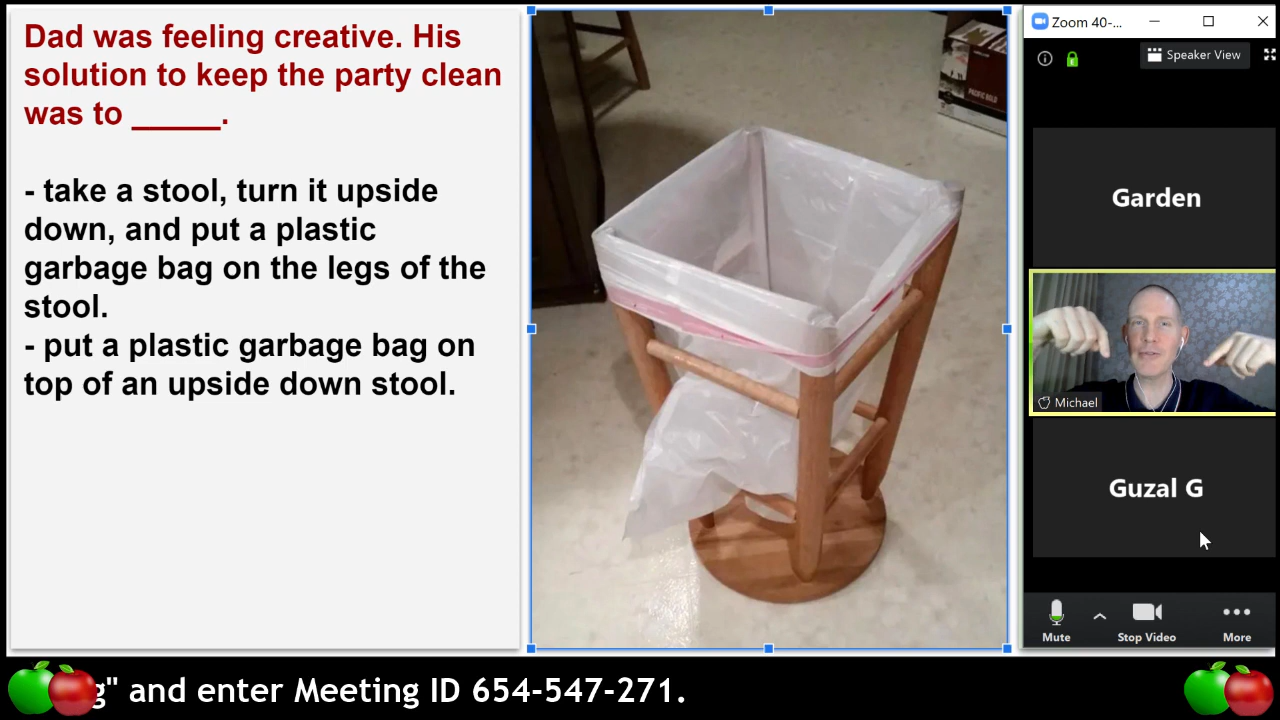 Dad was feeling creative. His
solution to keep the party clean
was to _____.
- take a stool, turn it upside
down, and put a plastic
garbage bag on the legs of the
stool.
- put a plastic garbage bag on
top of an upside down stool.
PACIFIC BOLD
Zoom 40-...
Speaker View
Garden
Michael
Guzal G
Mute
Stop Video
More
g" and enter Meeting ID 654-547-271.